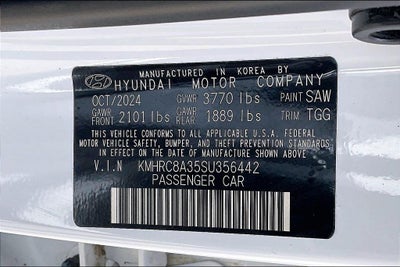 MANUFACTURED IN KOREA BY
HYUNDAI MOTOR COMPANY
OCT/2024 GVWR 3770 lbs PAINT SAW
GAWR FRONT 2101 lbs GAWR REAR 1889 lbs TRIM TGG
THIS VEHICLE CONFORMS TO ALL APPLICABLE U.S.A. FEDERAL
MOTOR VEHICLE SAFETY, BUMPER, AND THEFT PREVENTION STANDARDS
IN EFFECT ON THE DATE OF MANUFACTURE SHOWN ABOVE.
V.I.N KMHRC8A35SU356442
PASSENGER CAR